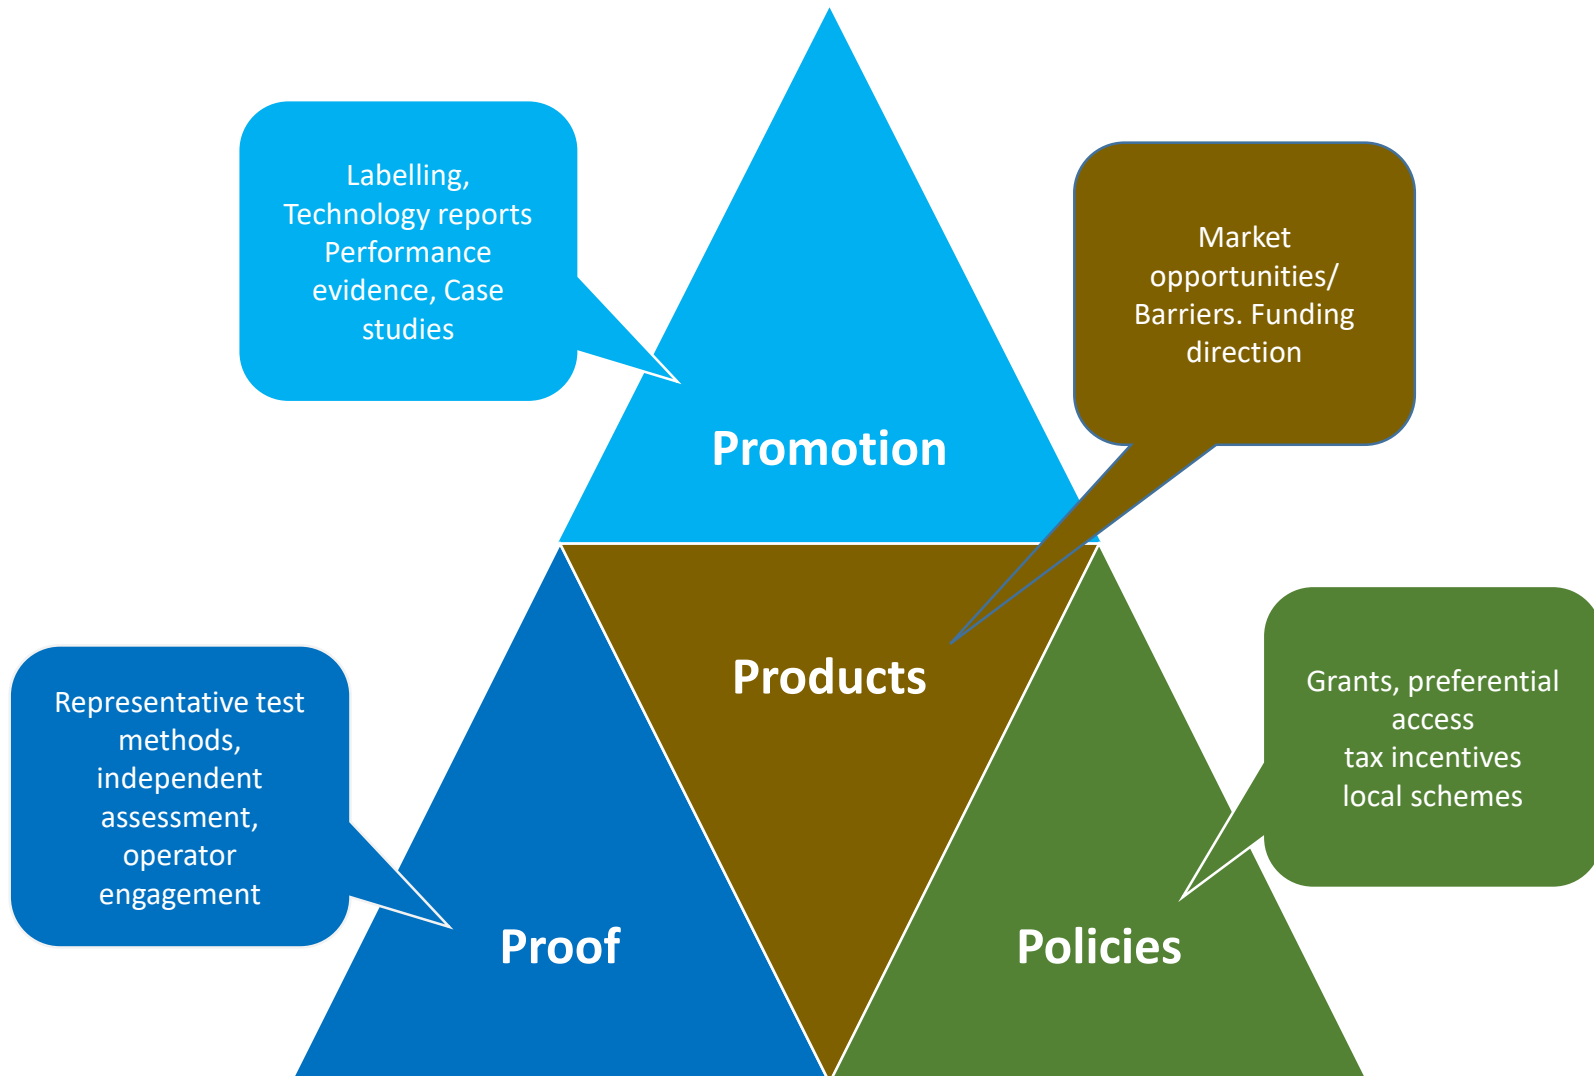 Labelling,
Technology reports
Performance
evidence, Case
studies
Market
opportunities/
Barriers. Funding
direction
Promotion
Products
Representative test
methods,
independent
assessment,
operator
engagement
Grants, preferential
access
tax incentives
local schemes
Proof
Policies